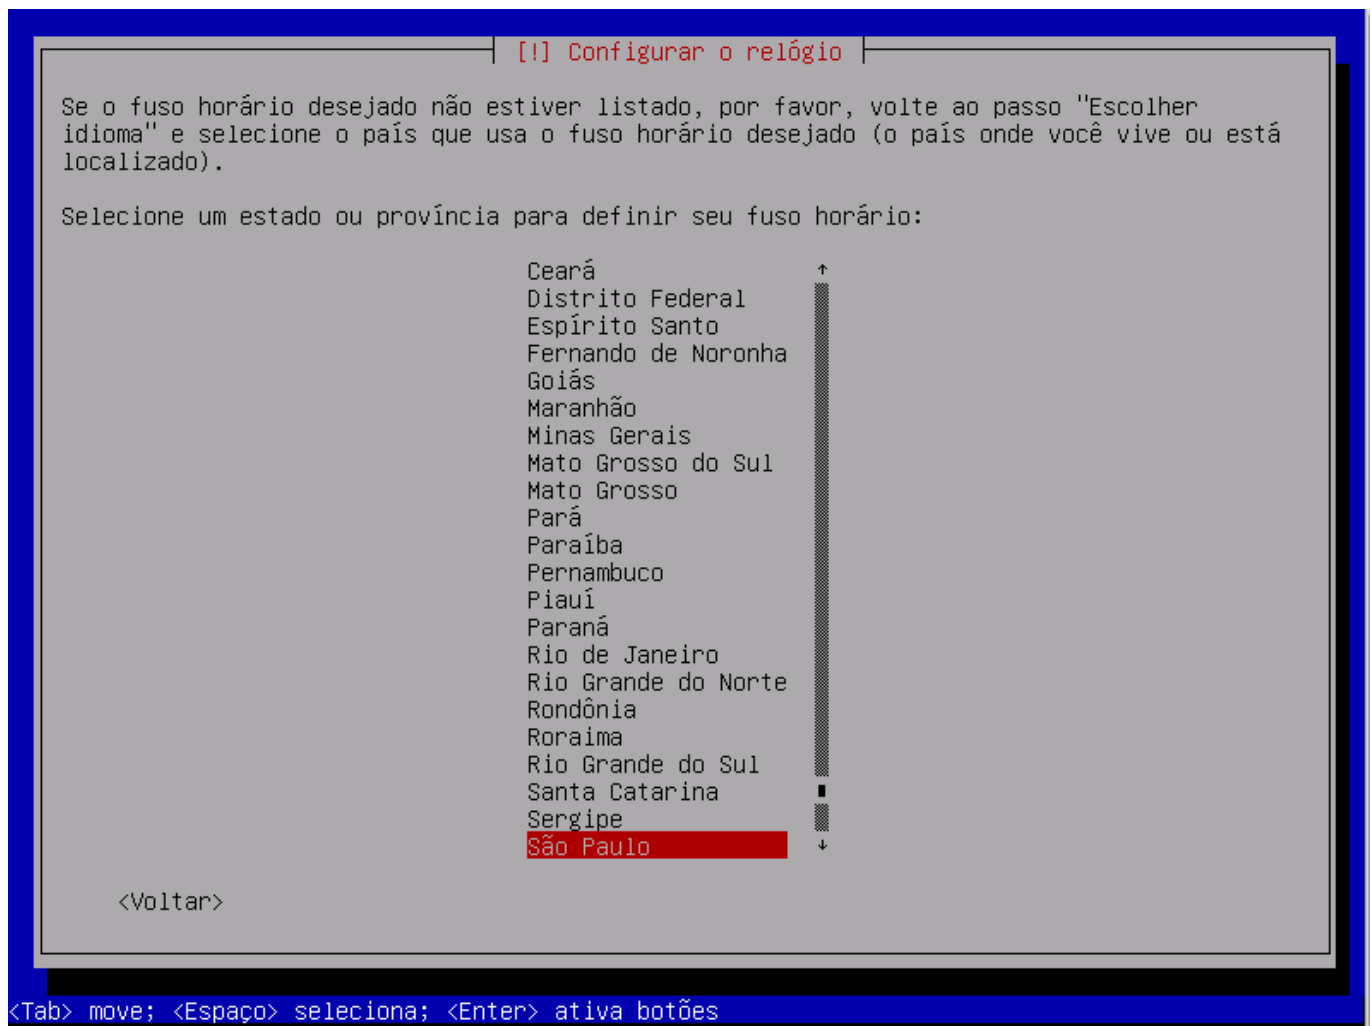 [!] Configurar o relógio
Se o fuso horário desejado não estiver listado, por favor, volte ao passo "Escolher
idioma" e selecione o país que usa o fuso horário desejado (o país onde você vive ou está
localizado).
Selecione um estado ou província para definir seu fuso horário:
Ceará
Distrito Federal
Espírito Santo
Fernando de Noronha
Goiás
Maranhão
Minas Gerais
Mato Grosso do Sul
Mato Grosso
Pará
Paraíba
Pernambuco
Piauí
Paraná
Rio de Janeiro
Rio Grande do Norte
Rondônia
Roraima
Rio Grande do Sul
Santa Catarina
Sergipe
São Paulo
<Voltar>
<Tab> move; <Espaço> seleciona; <Enter> ativa botões